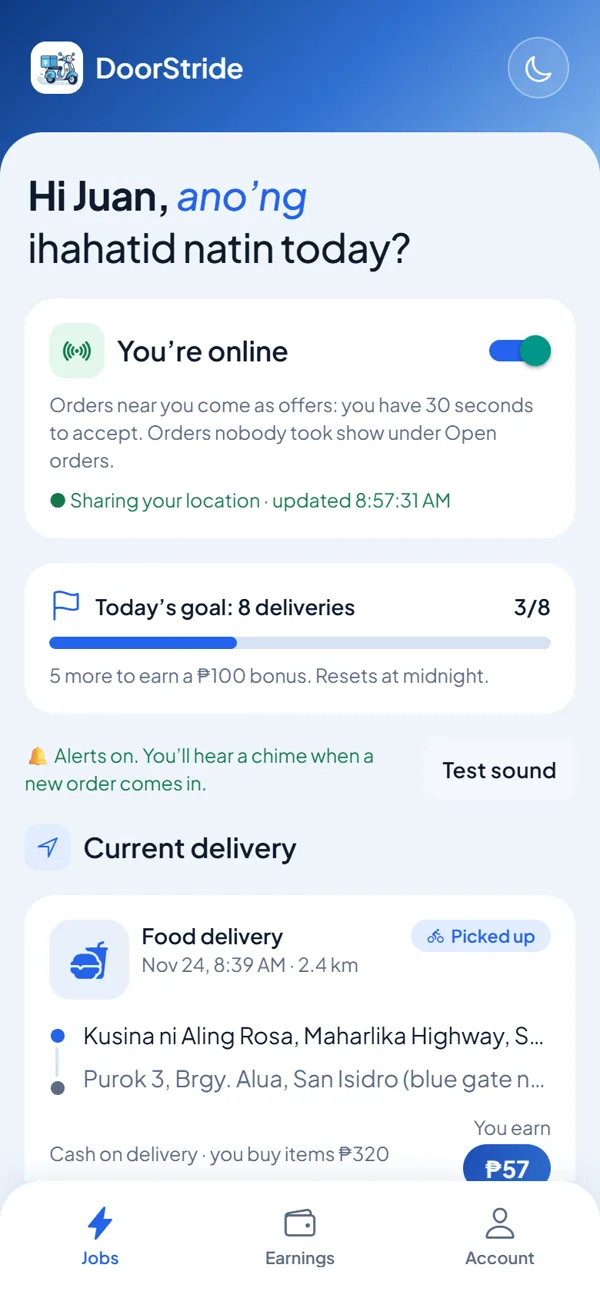 DoorStride
Hi Juan, ano’ng
ihahatid natin today?
You’re online
Orders near you come as offers: you have 30 seconds
to accept. Orders nobody took show under Open
orders.
Sharing your location · updated 8:57:31 AM
Today’s goal: 8 deliveries 3/8
5 more to earn a ₱100 bonus. Resets at midnight.
🔔 Alerts on. You’ll hear a chime when a
new order comes in.
Test sound
Current delivery
Food delivery
Picked up
Nov 24, 8:39 AM · 2.4 km
Kusina ni Aling Rosa, Maharlika Highway, S...
Purok 3, Brgy. Alua, San Isidro (blue gate n...
You earn
Cash on delivery · you buy items ₱320
₱57
Jobs
Earnings
Account